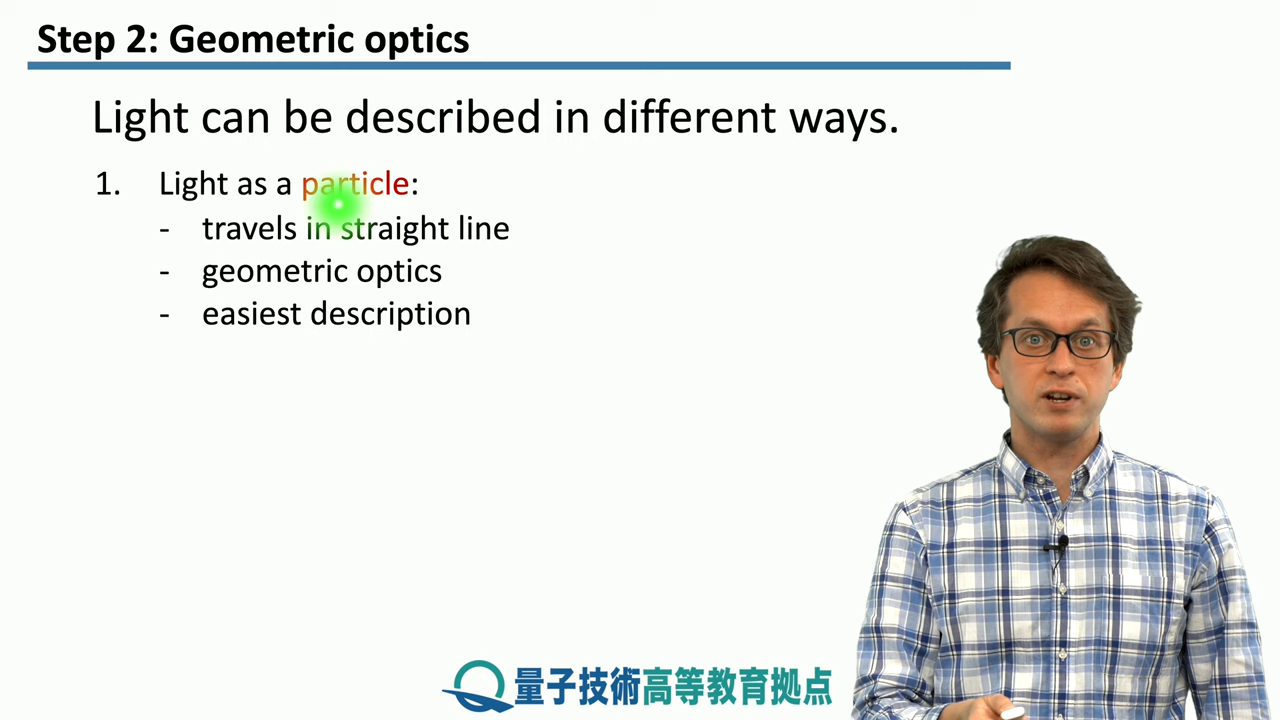 Step 2: Geometric optics
Light can be described in different ways.
1. Light as a particle:
- travels in straight line
- geometric optics
- easiest description
量子技術高等教育拠点